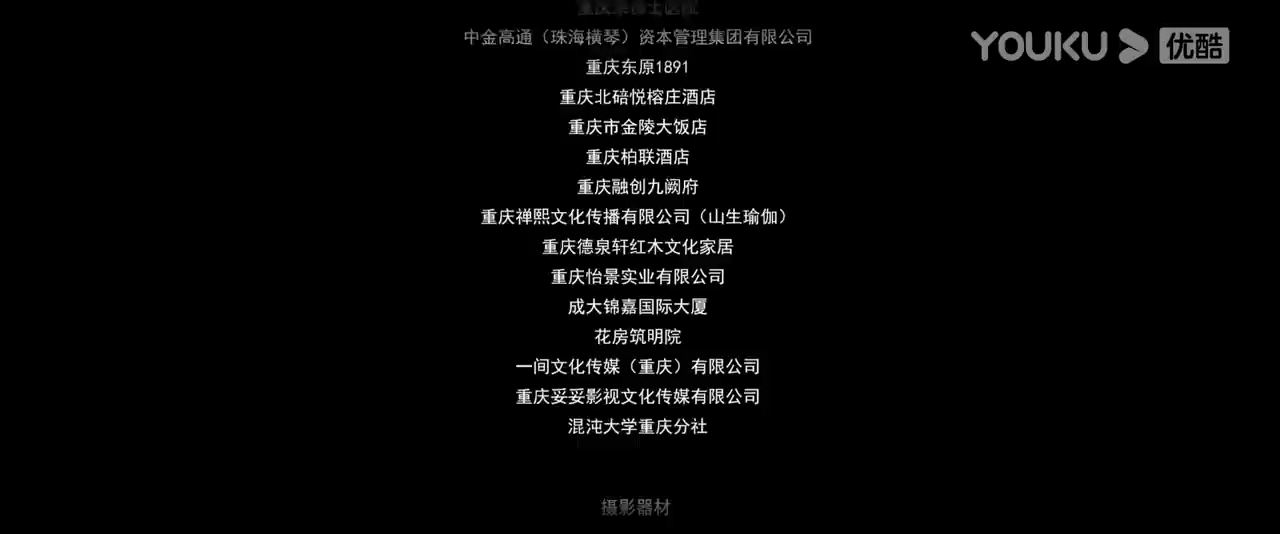 中金高通（珠海横琴）资本管理集团有限公司
YOUKU 优酷
重庆东原1891
重庆北碚悦榕庄酒店
重庆市金陵大饭店
重庆柏联酒店
重庆融创九阙府
重庆禅熙文化传播有限公司（山生瑜伽）
重庆德泉轩红木文化家居
重庆怡景实业有限公司
成大锦嘉国际大厦
花房筑明院
一间文化传媒（重庆）有限公司
重庆妥妥影视文化传媒有限公司
混沌大学重庆分社
摄影器材